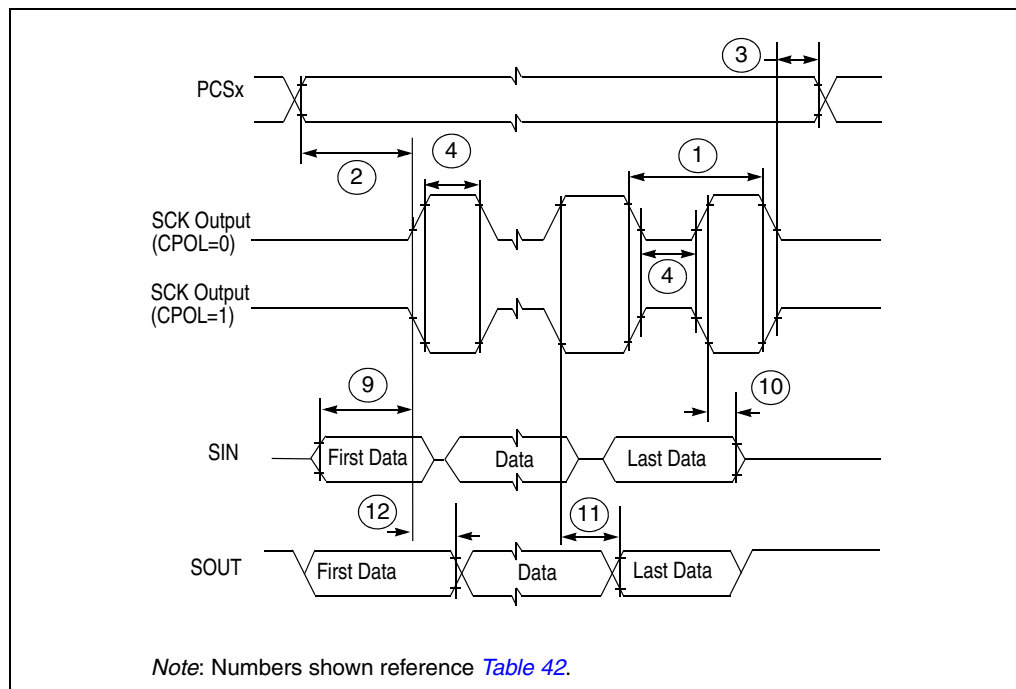 3
PCSx
2
4
1
SCK Output
(CPOL=0)
4
SCK Output
(CPOL=1)
9
10
SIN
First Data
Data
Last Data
12
11
SOUT
First Data
Data
Last Data
Note: Numbers shown reference Table 42.